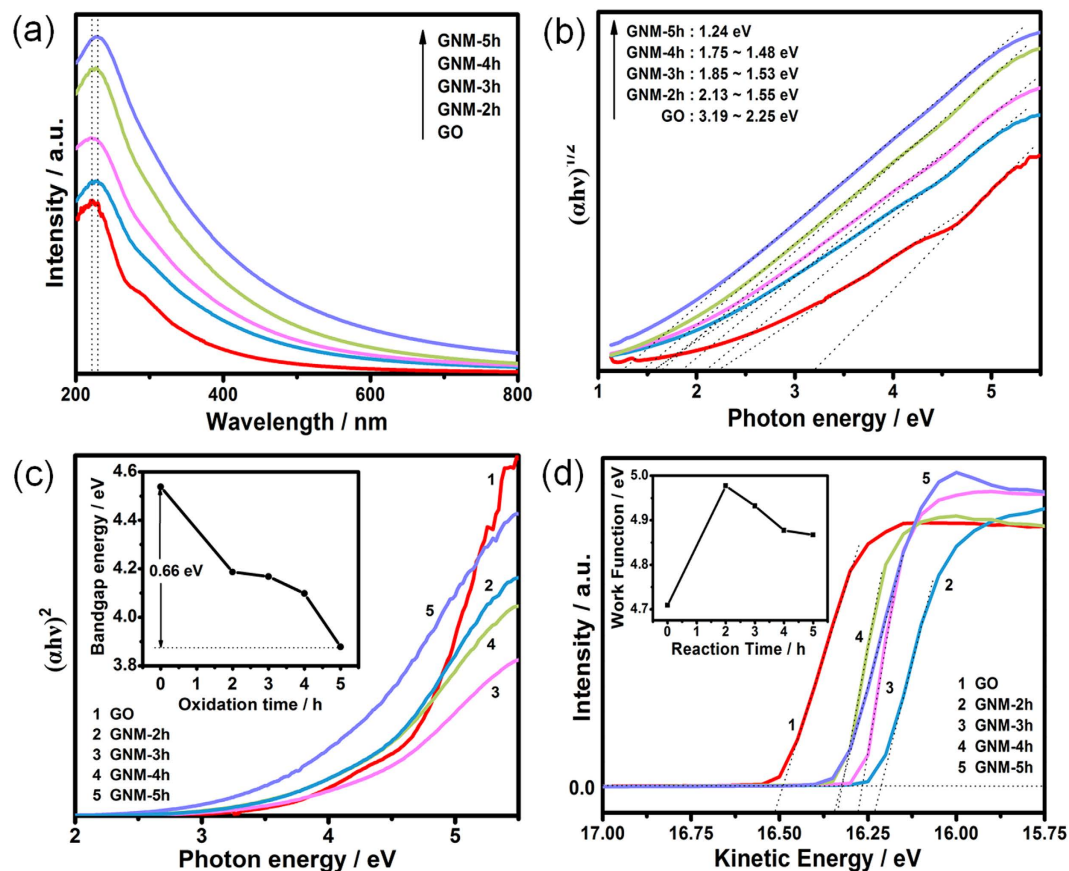 (a)
GNM-5h
GNM-4h
GNM-3h
GNM-2h
GO
Intensity / a.u.
200 400 600 800
Wavelength / nm
(b)
GNM-5h : 1.24 eV
GNM-4h : 1.75 ~ 1.48 eV
GNM-3h : 1.85 ~ 1.53 eV
GNM-2h : 2.13 ~ 1.55 eV
GO : 3.19 ~ 2.25 eV
(αhν)^1/2
1 2 3 4 5
Photon energy / eV
(c)
4.6
4.4
4.2
4.0
3.8
Bandgap energy / eV
0.66 eV
0 1 2 3 4 5
Oxidation time / h
1
2
5
4
3
(αhν)²
1 GO
2 GNM-2h
3 GNM-3h
4 GNM-4h
5 GNM-5h
2 3 4 5
Photon energy / eV
(d)
5.0
4.9
4.8
4.7
Work Function / eV
0 1 2 3 4 5
Reaction Time / h
5
2
4
3
1
Intensity / a.u.
0.0
1 GO
2 GNM-2h
3 GNM-3h
4 GNM-4h
5 GNM-5h
17.00 16.75 16.50 16.25 16.00 15.75
Kinetic Energy / eV